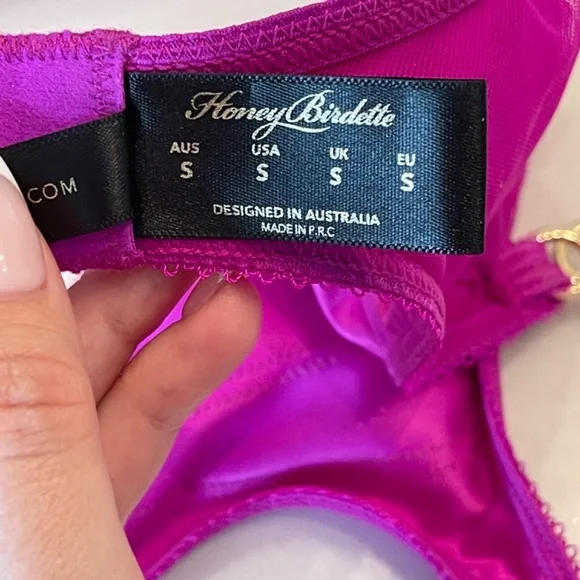 Honey Birdette
AUS USA UK EU
S S S S
DESIGNED IN AUSTRALIA
MADE IN P.R.C
COM